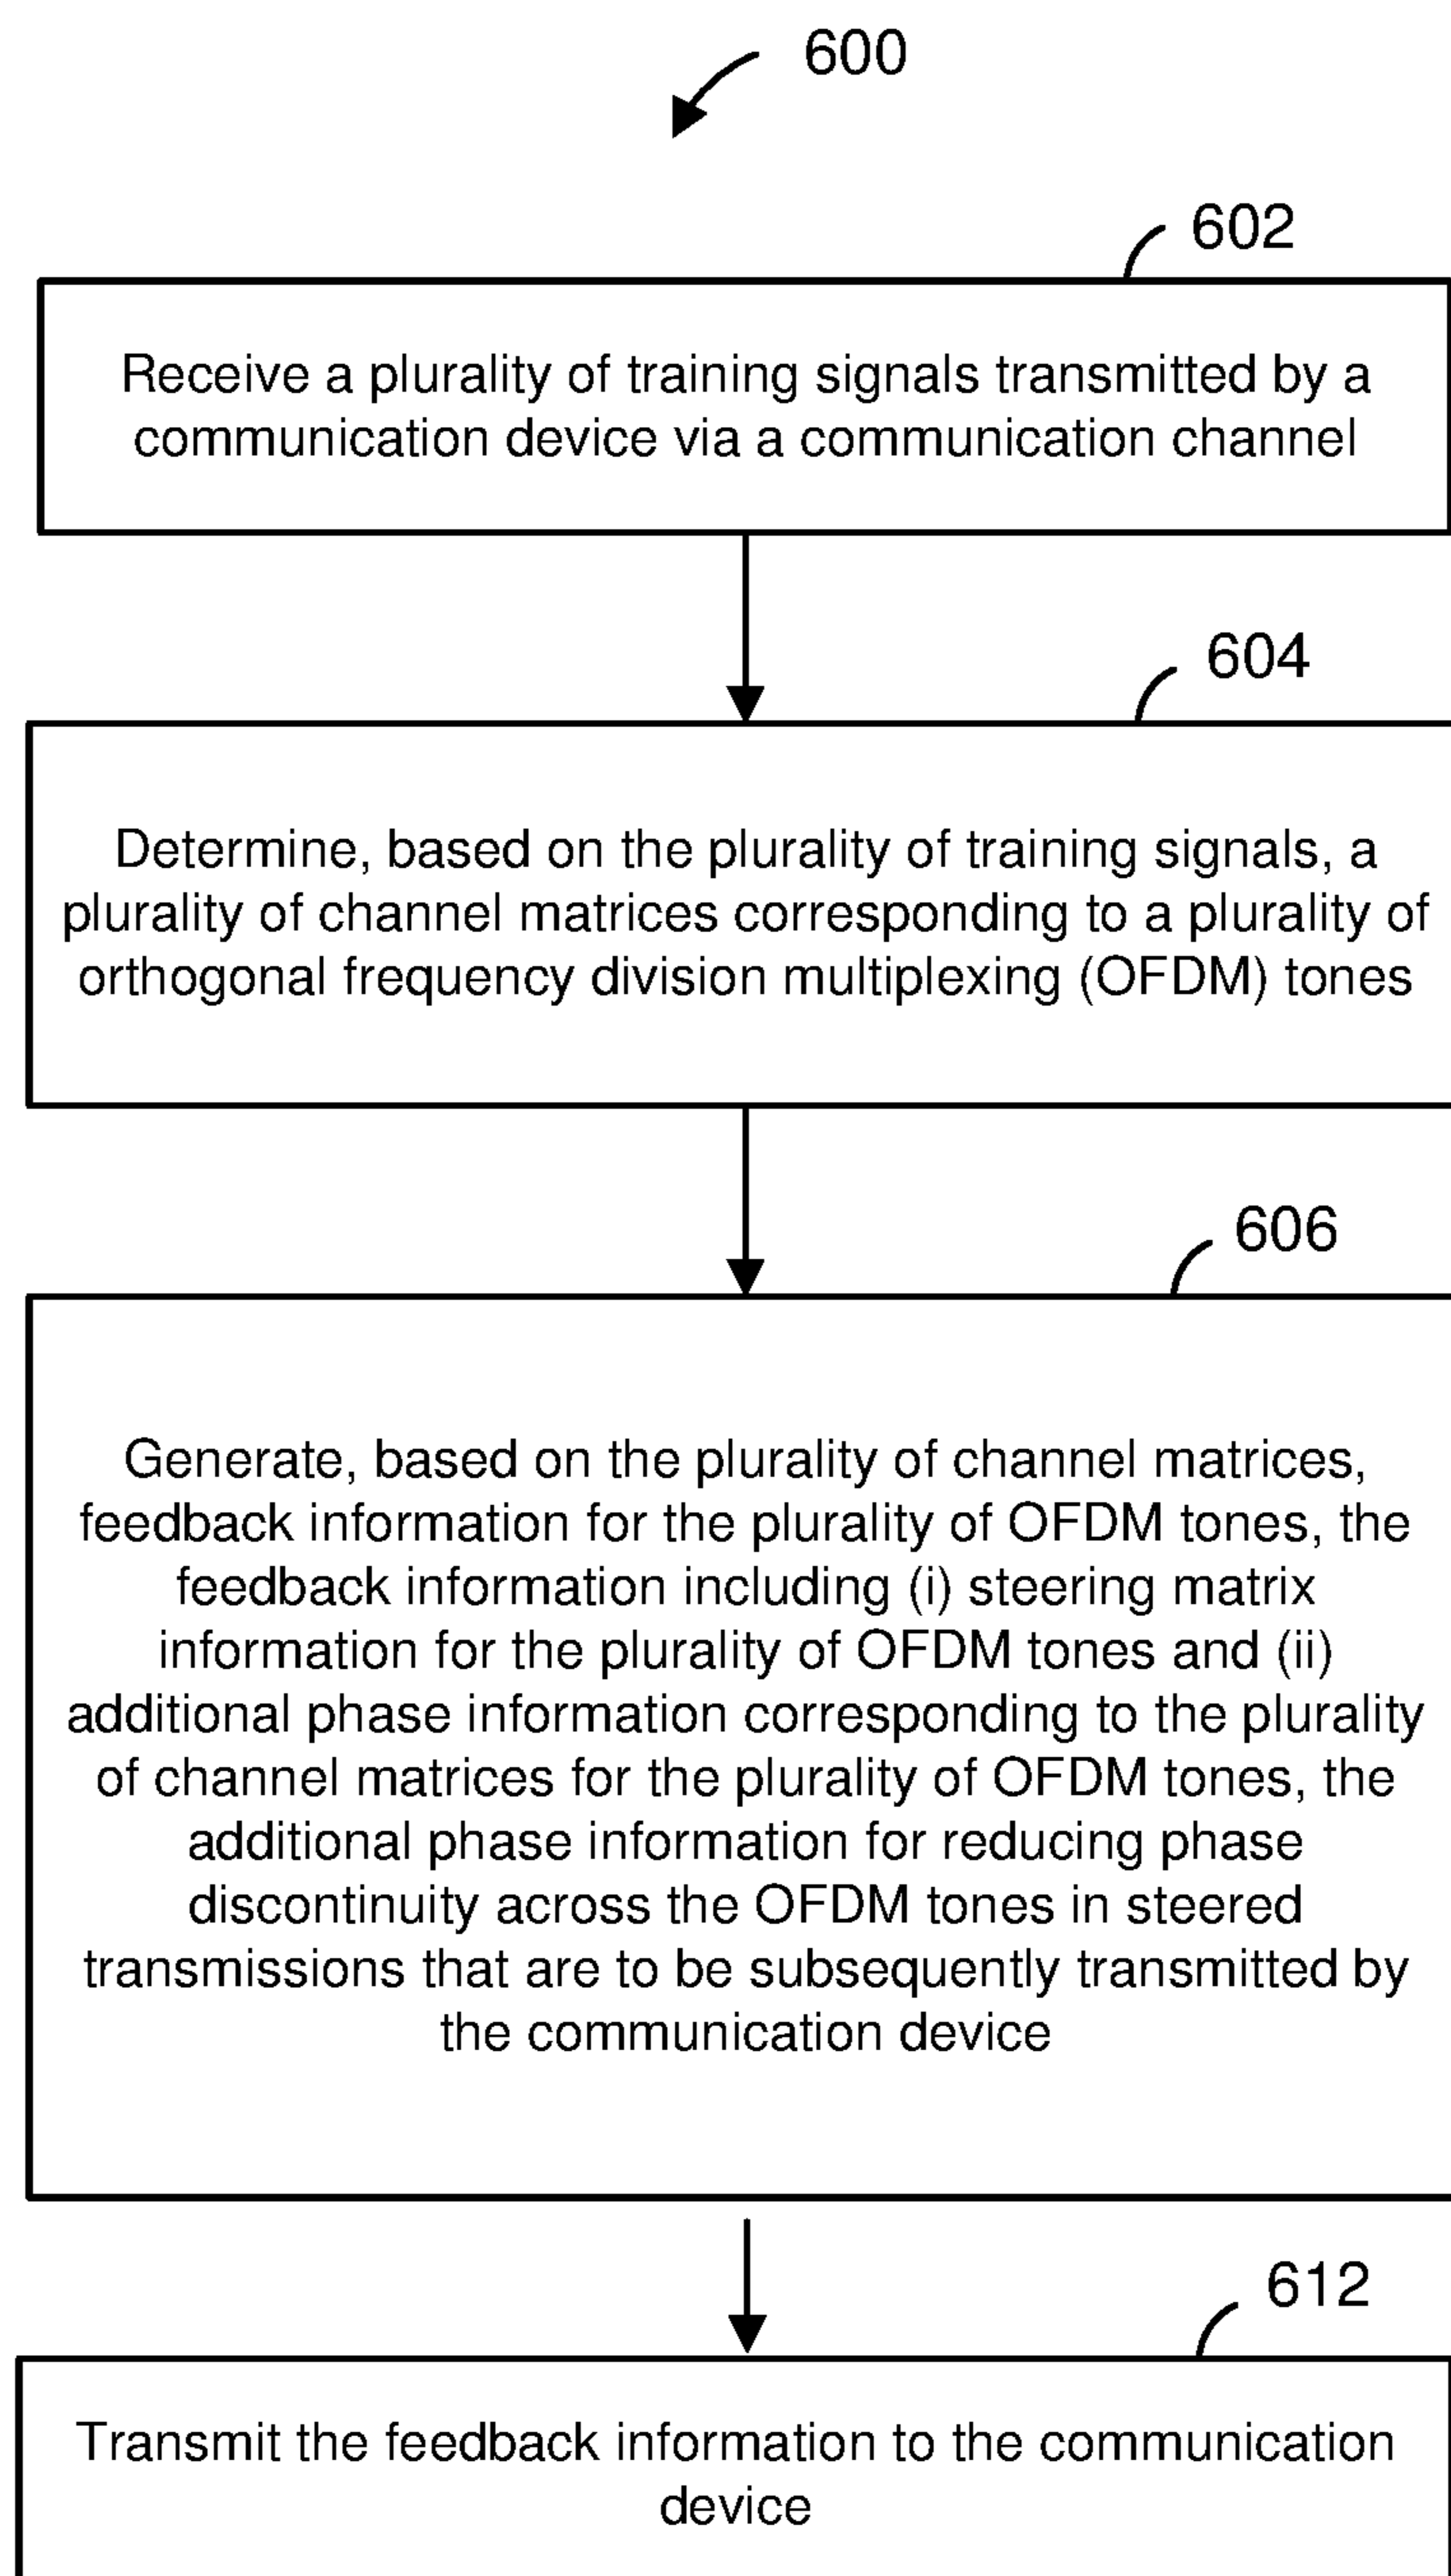 600
602
Receive a plurality of training signals transmitted by a
communication device via a communication channel
604
Determine, based on the plurality of training signals, a
plurality of channel matrices corresponding to a plurality of
orthogonal frequency division multiplexing (OFDM) tones
606
Generate, based on the plurality of channel matrices,
feedback information for the plurality of OFDM tones, the
feedback information including (i) steering matrix
information for the plurality of OFDM tones and (ii)
additional phase information corresponding to the plurality
of channel matrices for the plurality of OFDM tones, the
additional phase information for reducing phase
discontinuity across the OFDM tones in steered
transmissions that are to be subsequently transmitted by
the communication device
612
Transmit the feedback information to the communication
device